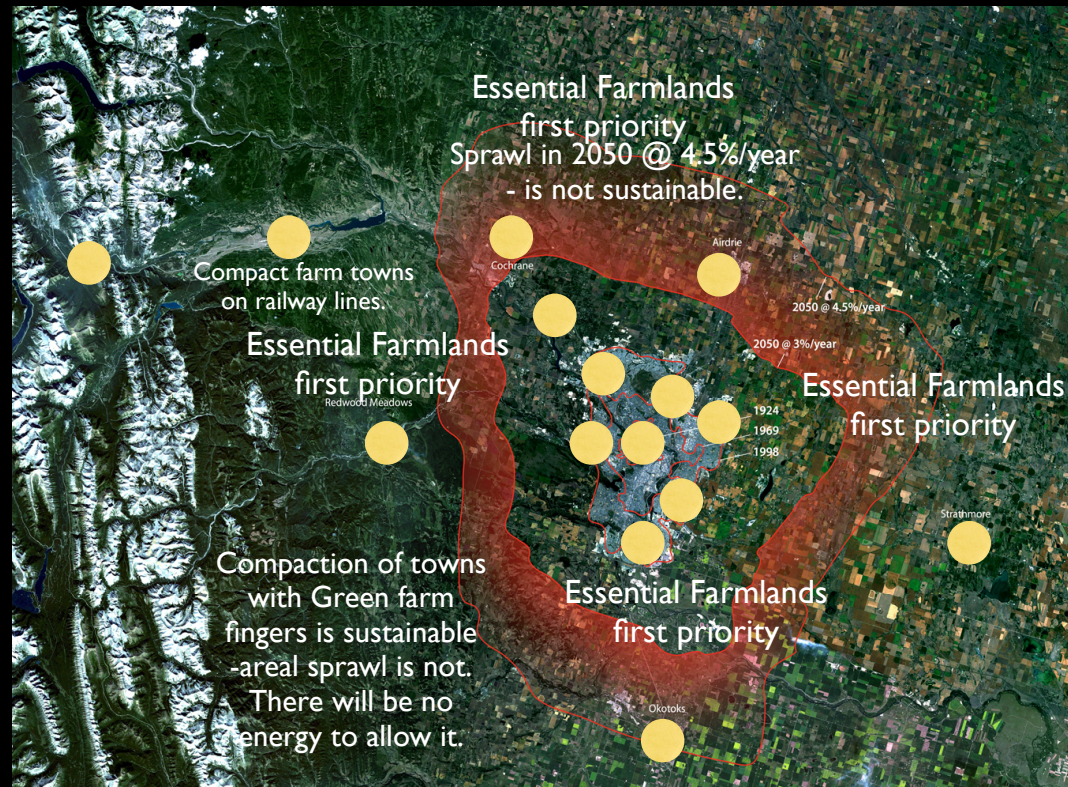 Essential Farmlands
first priority
Sprawl in 2050 @ 4.5%/year
- is not sustainable.
Airdrie
Cochrane
Compact farm towns
on railway lines.
2050 @ 4.5%/year
2050 @ 3%/year
Essential Farmlands
first priority
Redwood Meadows
Essential Farmlands
first priority
1924
1969
1998
Strathmore
Compaction of towns
with Green farm
fingers is sustainable
-areal sprawl is not.
There will be no
energy to allow it.
Essential Farmlands
first priority
Okotoks